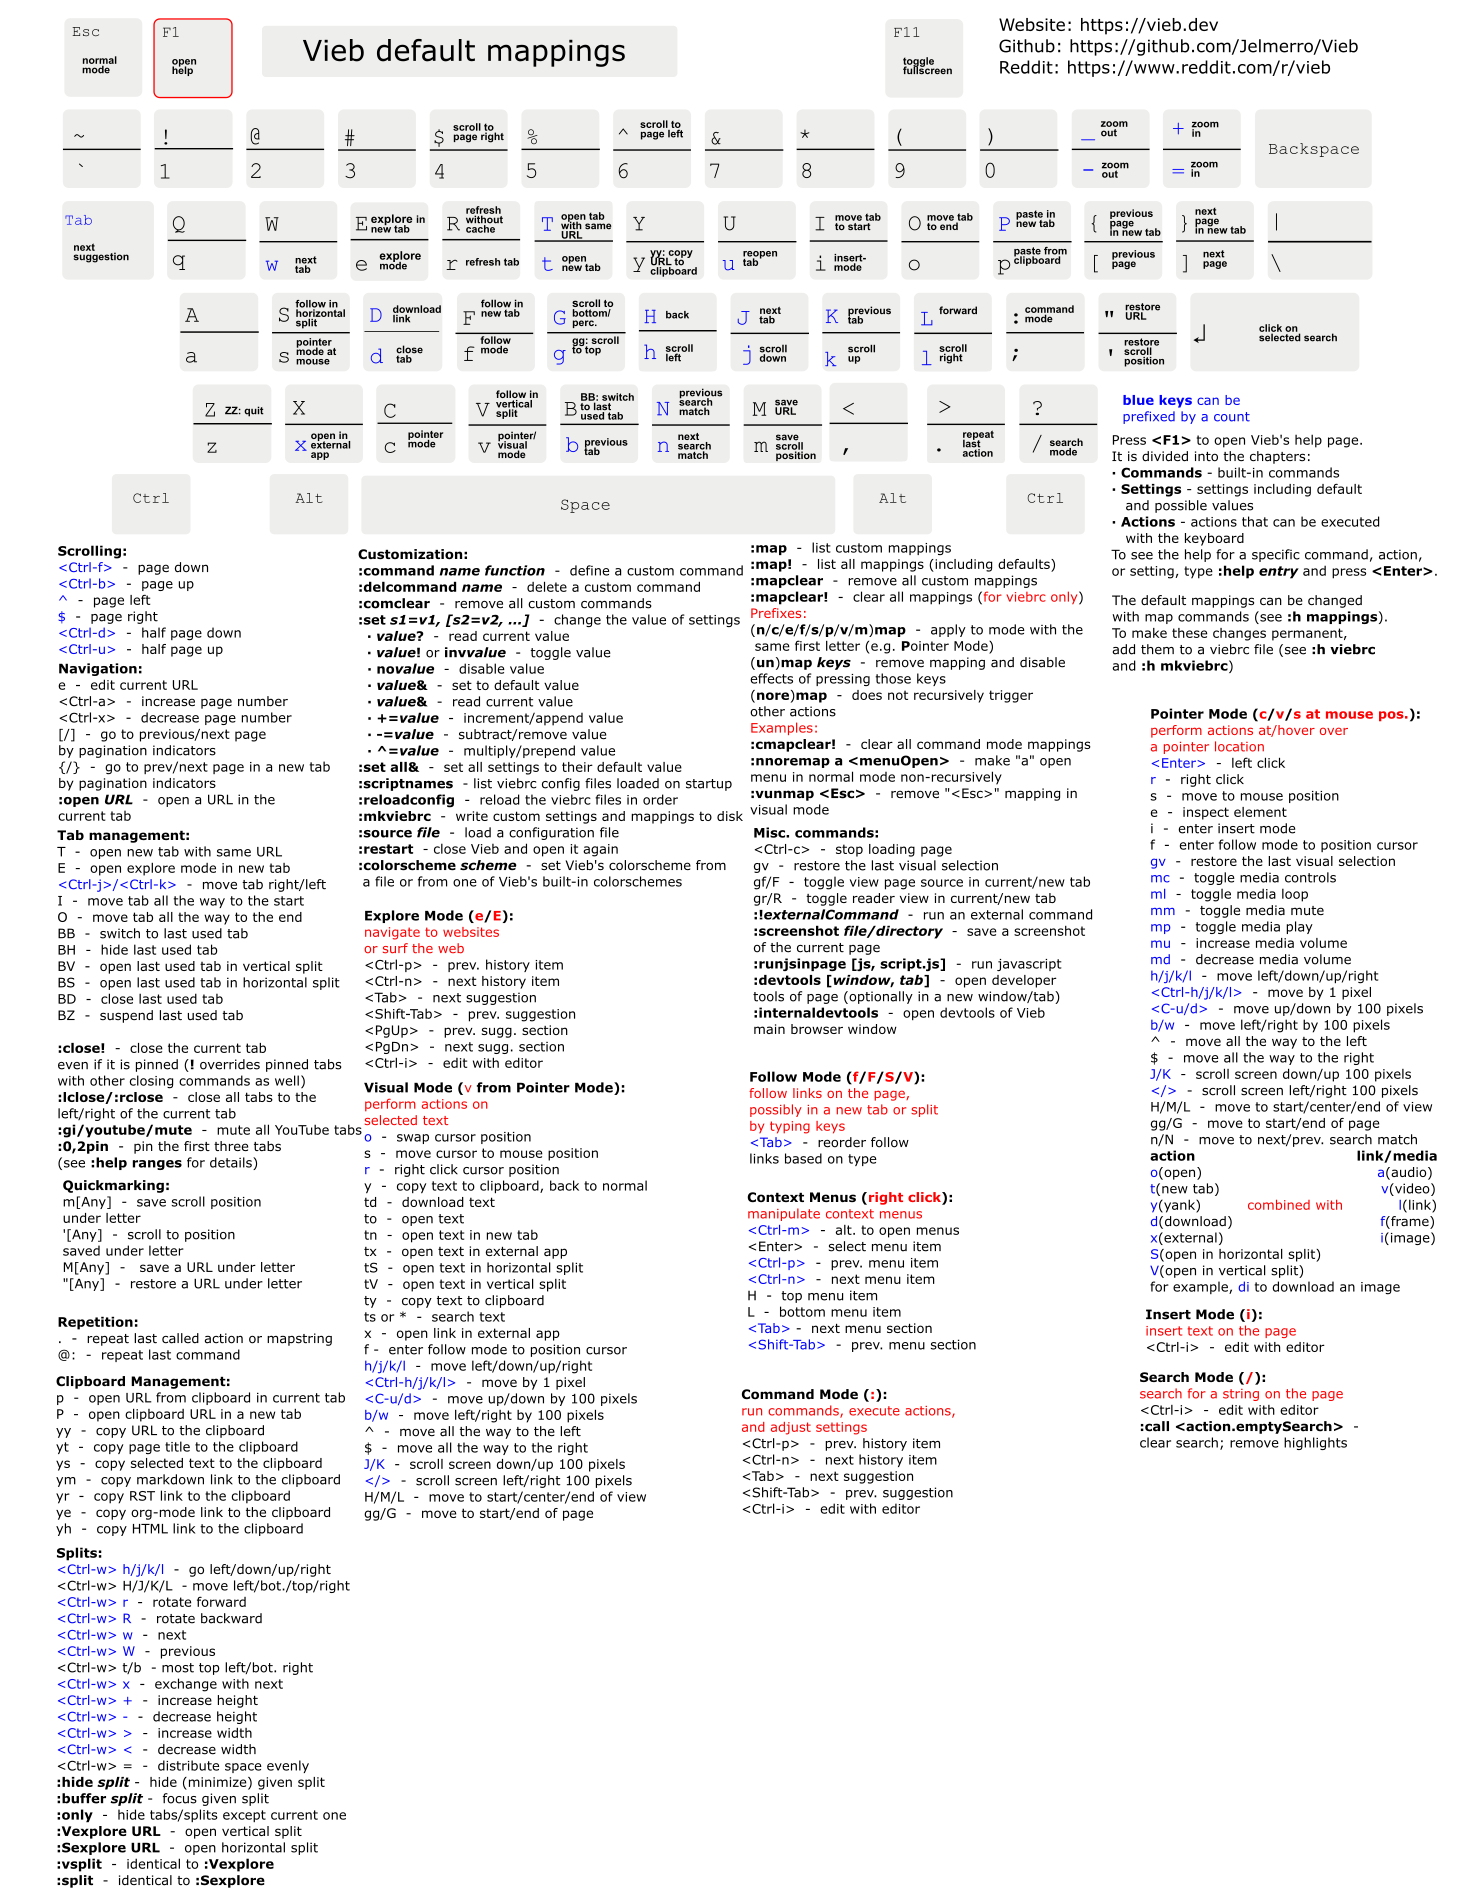 Esc
normal
mode
F1
open
help
Vieb default mappings
F11
toggle
fullscreen
Website: https://vieb.dev
Github: https://github.com/Jelmerro/Vieb
Reddit: https://www.reddit.com/r/vieb
~
`
!
1
@
2
#
3
$ scroll to
page right
4
%
5
^ scroll to
page left
6
&
7
*
8
(
9
)
0
_ zoom
out
- zoom
out
+ zoom
in
= zoom
in
Backspace
Tab
next
suggestion
Q
q
W
w next
tab
E explore in
new tab
e explore
mode
R refresh
without
cache
r refresh tab
T open tab
with same
URL
t open
new tab
Y
y yy: copy
URL to
clipboard
U
u reopen
tab
I move tab
to start
i insert-
mode
O move tab
to end
o
P paste in
new tab
p paste from
clipboard
{ previous
page
in new tab
[ previous
page
} next
page
in new tab
] next
page
|
\
A
a
S follow in
horizontal
split
s pointer
mode at
mouse
D download
link
d close
tab
F follow in
new tab
f follow
mode
G scroll to
bottom/
perc.
g gg: scroll
to top
H back
h scroll
left
J next
tab
j scroll
down
K previous
tab
k scroll
up
L forward
l scroll
right
: command
mode
;
" restore
URL
' restore
scroll
position
↲ click on
selected search
Z ZZ: quit
z
X
x open in
external
app
C
c pointer
mode
V follow in
vertical
split
v pointer/
visual
mode
B BB: switch
to last
used tab
b previous
tab
N previous
search
match
n next
search
match
M save
URL
m save
scroll
position
<
,
>
. repeat
last
action
?
/ search
mode
Ctrl
Alt
Space
Alt
Ctrl
blue keys can be
prefixed by a count
Press <F1> to open Vieb's help page.
It is divided into the chapters:
· Commands - built-in commands
· Settings - settings including default
and possible values
· Actions - actions that can be executed
with the keyboard
To see the help for a specific command, action,
or setting, type :help entry and press <Enter>.
The default mappings can be changed
with map commands (see :h mappings).
To make these changes permanent,
add them to a viebrc file (see :h viebrc
and :h mkviebrc)
Scrolling:
<Ctrl-f> - page down
<Ctrl-b> - page up
^ - page left
$ - page right
<Ctrl-d> - half page down
<Ctrl-u> - half page up
Navigation:
e - edit current URL
<Ctrl-a> - increase page number
<Ctrl-x> - decrease page number
[/] - go to previous/next page
by pagination indicators
{/} - go to prev/next page in a new tab
by pagination indicators
:open URL - open a URL in the
current tab
Tab management:
T - open new tab with same URL
E - open explore mode in new tab
<Ctrl-j>/<Ctrl-k> - move tab right/left
I - move tab all the way to the start
O - move tab all the way to the end
BB - switch to last used tab
BH - hide last used tab
BV - open last used tab in vertical split
BS - open last used tab in horizontal split
BD - close last used tab
BZ - suspend last used tab
:close! - close the current tab
even if it is pinned (! overrides pinned tabs
with other closing commands as well)
:lclose/:rclose - close all tabs to the
left/right of the current tab
:gi/youtube/mute - mute all YouTube tabs
:0,2pin - pin the first three tabs
(see :help ranges for details)
Quickmarking:
m[Any] - save scroll position
under letter
'[Any] - scroll to position
saved under letter
M[Any] - save a URL under letter
"[Any] - restore a URL under letter
Repetition:
. - repeat last called action or mapstring
@: - repeat last command
Clipboard Management:
p - open URL from clipboard in current tab
P - open clipboard URL in a new tab
yy - copy URL to the clipboard
yt - copy page title to the clipboard
ys - copy selected text to the clipboard
ym - copy markdown link to the clipboard
yr - copy RST link to the clipboard
ye - copy org-mode link to the clipboard
yh - copy HTML link to the clipboard
Splits:
<Ctrl-w> h/j/k/l - go left/down/up/right
<Ctrl-w> H/J/K/L - move left/bot./top/right
<Ctrl-w> r - rotate forward
<Ctrl-w> R - rotate backward
<Ctrl-w> w - next
<Ctrl-w> W - previous
<Ctrl-w> t/b - most top left/bot. right
<Ctrl-w> x - exchange with next
<Ctrl-w> + - increase height
<Ctrl-w> - - decrease height
<Ctrl-w> > - increase width
<Ctrl-w> < - decrease width
<Ctrl-w> = - distribute space evenly
:hide split - hide (minimize) given split
:buffer split - focus given split
:only - hide tabs/splits except current one
:Vexplore URL - open vertical split
:Sexplore URL - open horizontal split
:vsplit - identical to :Vexplore
:split - identical to :Sexplore
Customization:
:command name function - define a custom command
:delcommand name - delete a custom command
:comclear - remove all custom commands
:set s1=v1, [s2=v2, ...] - change the value of settings
· value? - read current value
· value! or invvalue - toggle value
· novalue - disable value
· value& - set to default value
· value& - read current value
· +=value - increment/append value
· -=value - subtract/remove value
· ^=value - multiply/prepend value
:set all& - set all settings to their default value
:scriptnames - list viebrc config files loaded on startup
:reloadconfig - reload the viebrc files in order
:mkviebrc - write custom settings and mappings to disk
:source file - load a configuration file
:restart - close Vieb and open it again
:colorscheme scheme - set Vieb's colorscheme from
a file or from one of Vieb's built-in colorschemes
Explore Mode (e/E):
navigate to websites
or surf the web
<Ctrl-p> - prev. history item
<Ctrl-n> - next history item
<Tab> - next suggestion
<Shift-Tab> - prev. suggestion
<PgUp> - prev. sugg. section
<PgDn> - next sugg. section
<Ctrl-i> - edit with editor
Visual Mode (v from Pointer Mode):
perform actions on
selected text
o - swap cursor position
s - move cursor to mouse position
r - right click cursor position
y - copy text to clipboard, back to normal
td - download text
to - open text
tn - open text in new tab
tx - open text in external app
tS - open text in horizontal split
tV - open text in vertical split
ty - copy text to clipboard
ts or * - search text
x - open link in external app
f - enter follow mode to position cursor
h/j/k/l - move left/down/up/right
<Ctrl-h/j/k/l> - move by 1 pixel
<C-u/d> - move up/down by 100 pixels
b/w - move left/right by 100 pixels
^ - move all the way to the left
$ - move all the way to the right
J/K - scroll screen down/up 100 pixels
</> - scroll screen left/right 100 pixels
H/M/L - move to start/center/end of view
gg/G - move to start/end of page
:map - list custom mappings
:map! - list all mappings (including defaults)
:mapclear - remove all custom mappings
:mapclear! - clear all mappings (for viebrc only)
Prefixes:
(n/c/e/f/s/p/v/m)map - apply to mode with the
same first letter (e.g. Pointer Mode)
(un)map keys - remove mapping and disable
effects of pressing those keys
(nore)map - does not recursively trigger
other actions
Examples:
:cmapclear! - clear all command mode mappings
:nnoremap a <menuOpen> - make "a" open
menu in normal mode non-recursively
:vunmap <Esc> - remove "<Esc>" mapping in
visual mode
Misc. commands:
<Ctrl-c> - stop loading page
gv - restore the last visual selection
gf/F - toggle view page source in current/new tab
gr/R - toggle reader view in current/new tab
:!externalCommand - run an external command
:screenshot file/directory - save a screenshot
of the current page
:runjsinpage [js, script.js] - run javascript
:devtools [window, tab] - open developer
tools of page (optionally in a new window/tab)
:internaldevtools - open devtools of Vieb
main browser window
Follow Mode (f/F/S/V):
follow links on the page,
possibly in a new tab or split
by typing keys
<Tab> - reorder follow
links based on type
Context Menus (right click):
manipulate context menus
<Ctrl-m> - alt. to open menus
<Enter> - select menu item
<Ctrl-p> - prev. menu item
<Ctrl-n> - next menu item
H - top menu item
L - bottom menu item
<Tab> - next menu section
<Shift-Tab> - prev. menu section
Command Mode (:):
run commands, execute actions,
and adjust settings
<Ctrl-p> - prev. history item
<Ctrl-n> - next history item
<Tab> - next suggestion
<Shift-Tab> - prev. suggestion
<Ctrl-i> - edit with editor
Pointer Mode (c/v/s at mouse pos.):
perform actions at/hover over
a pointer location
<Enter> - left click
r - right click
s - move to mouse position
e - inspect element
i - enter insert mode
f - enter follow mode to position cursor
gv - restore the last visual selection
mc - toggle media controls
ml - toggle media loop
mm - toggle media mute
mp - toggle media play
mu - increase media volume
md - decrease media volume
h/j/k/l - move left/down/up/right
<Ctrl-h/j/k/l> - move by 1 pixel
<C-u/d> - move up/down by 100 pixels
b/w - move left/right by 100 pixels
^ - move all the way to the left
$ - move all the way to the right
J/K - scroll screen down/up 100 pixels
</> - scroll screen left/right 100 pixels
H/M/L - move to start/center/end of view
gg/G - move to start/end of page
n/N - move to next/prev. search match
action link/media
o(open) a(audio)
t(new tab) v(video)
y(yank) combined with l(link)
d(download) f(frame)
x(external) i(image)
S(open in horizontal split)
V(open in vertical split)
for example, di to download an image
Insert Mode (i):
insert text on the page
<Ctrl-i> - edit with editor
Search Mode (/):
search for a string on the page
<Ctrl-i> - edit with editor
:call <action.emptySearch> -
clear search; remove highlights